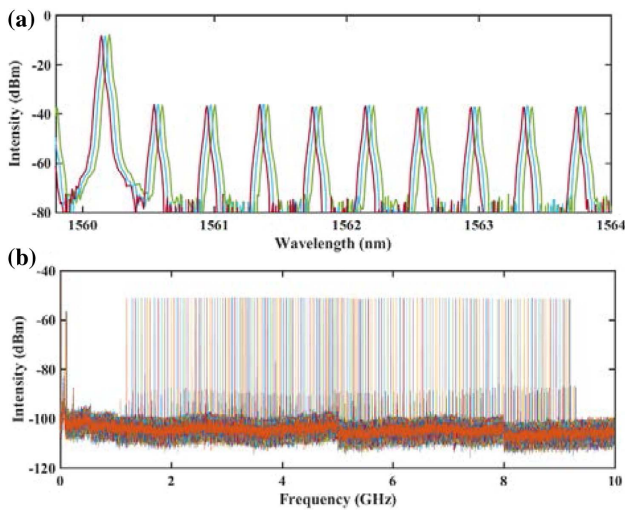 (a)
0
-20
-40
-60
-80
Intensity (dBm)
1560 1561 1562 1563 1564
Wavelength (nm)
(b)
-40
-60
-80
-100
-120
Intensity (dBm)
0 2 4 6 8 10
Frequency (GHz)